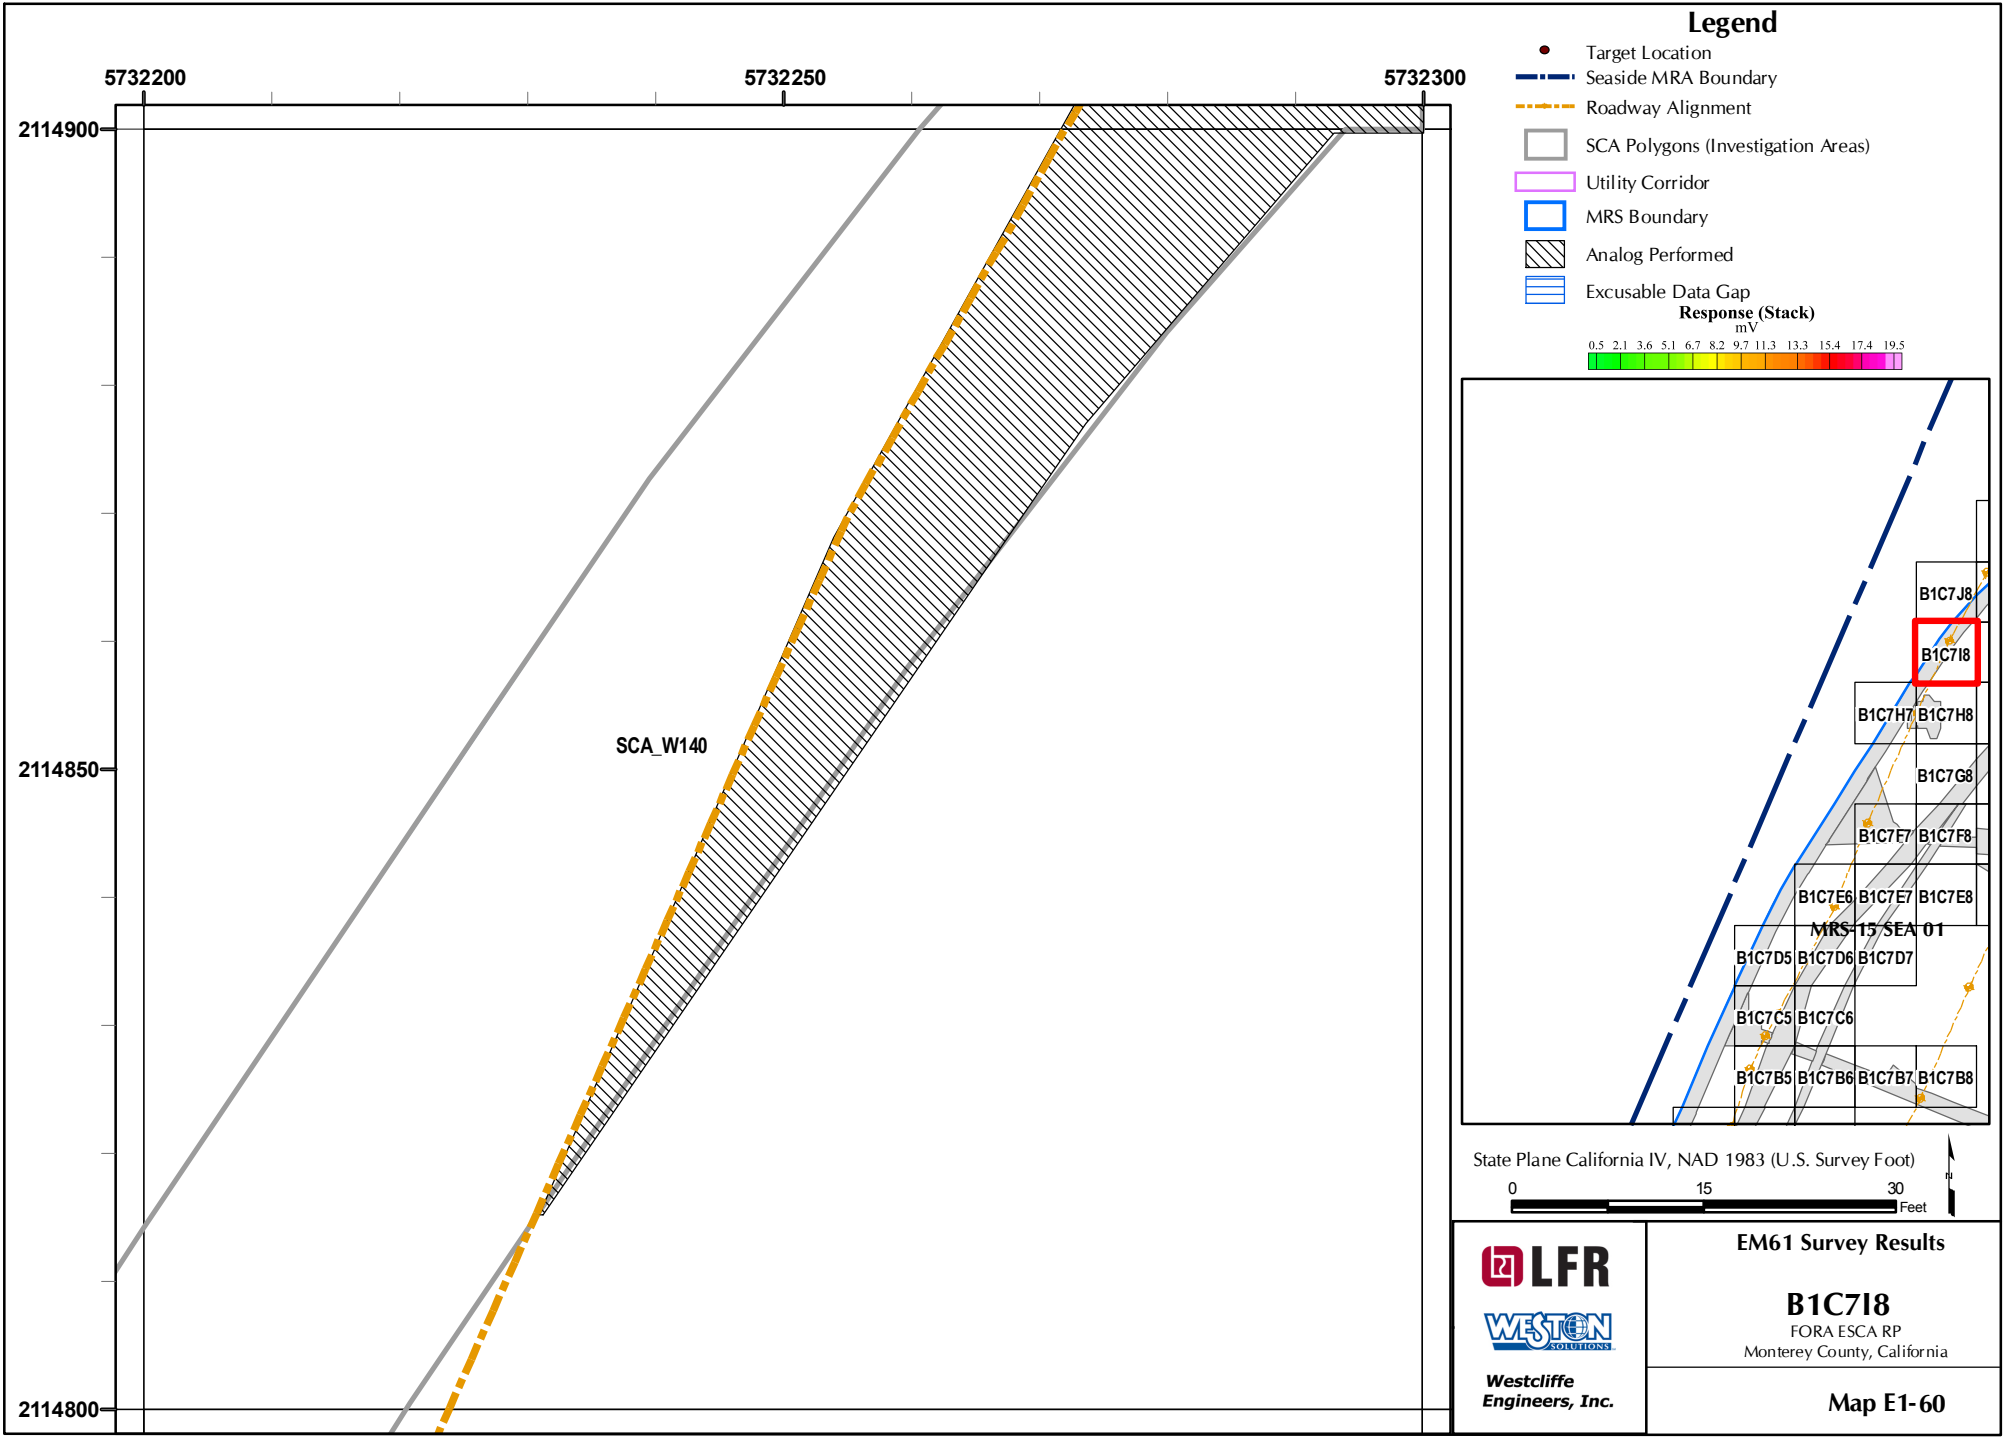 Legend
Target Location
Seaside MRA Boundary
Roadway Alignment
SCA Polygons (Investigation Areas)
Utility Corridor
MRS Boundary
Analog Performed
Excusable Data Gap
Response (Stack)
mV
0.5 2.1 3.6 5.1 6.7 8.2 9.7 11.3 13.3 15.4 17.4 19.5
5732200 5732250 5732300
2114900
2114850
2114800
SCA_W140
B1C7J8
B1C7I8
B1C7H7 B1C7H8
B1C7G8
B1C7F7 B1C7F8
B1C7E6 B1C7E7 B1C7E8
MRS-15 SEA 01
B1C7D5 B1C7D6 B1C7D7
B1C7C5 B1C7C6
B1C7B5 B1C7B6 B1C7B7 B1C7B8
State Plane California IV, NAD 1983 (U.S. Survey Foot)
0 15 30
Feet
N
LFR
WESTON
SOLUTIONS
Westcliffe
Engineers, Inc.
EM61 Survey Results
B1C7I8
FORA ESCA RP
Monterey County, California
Map E1-60